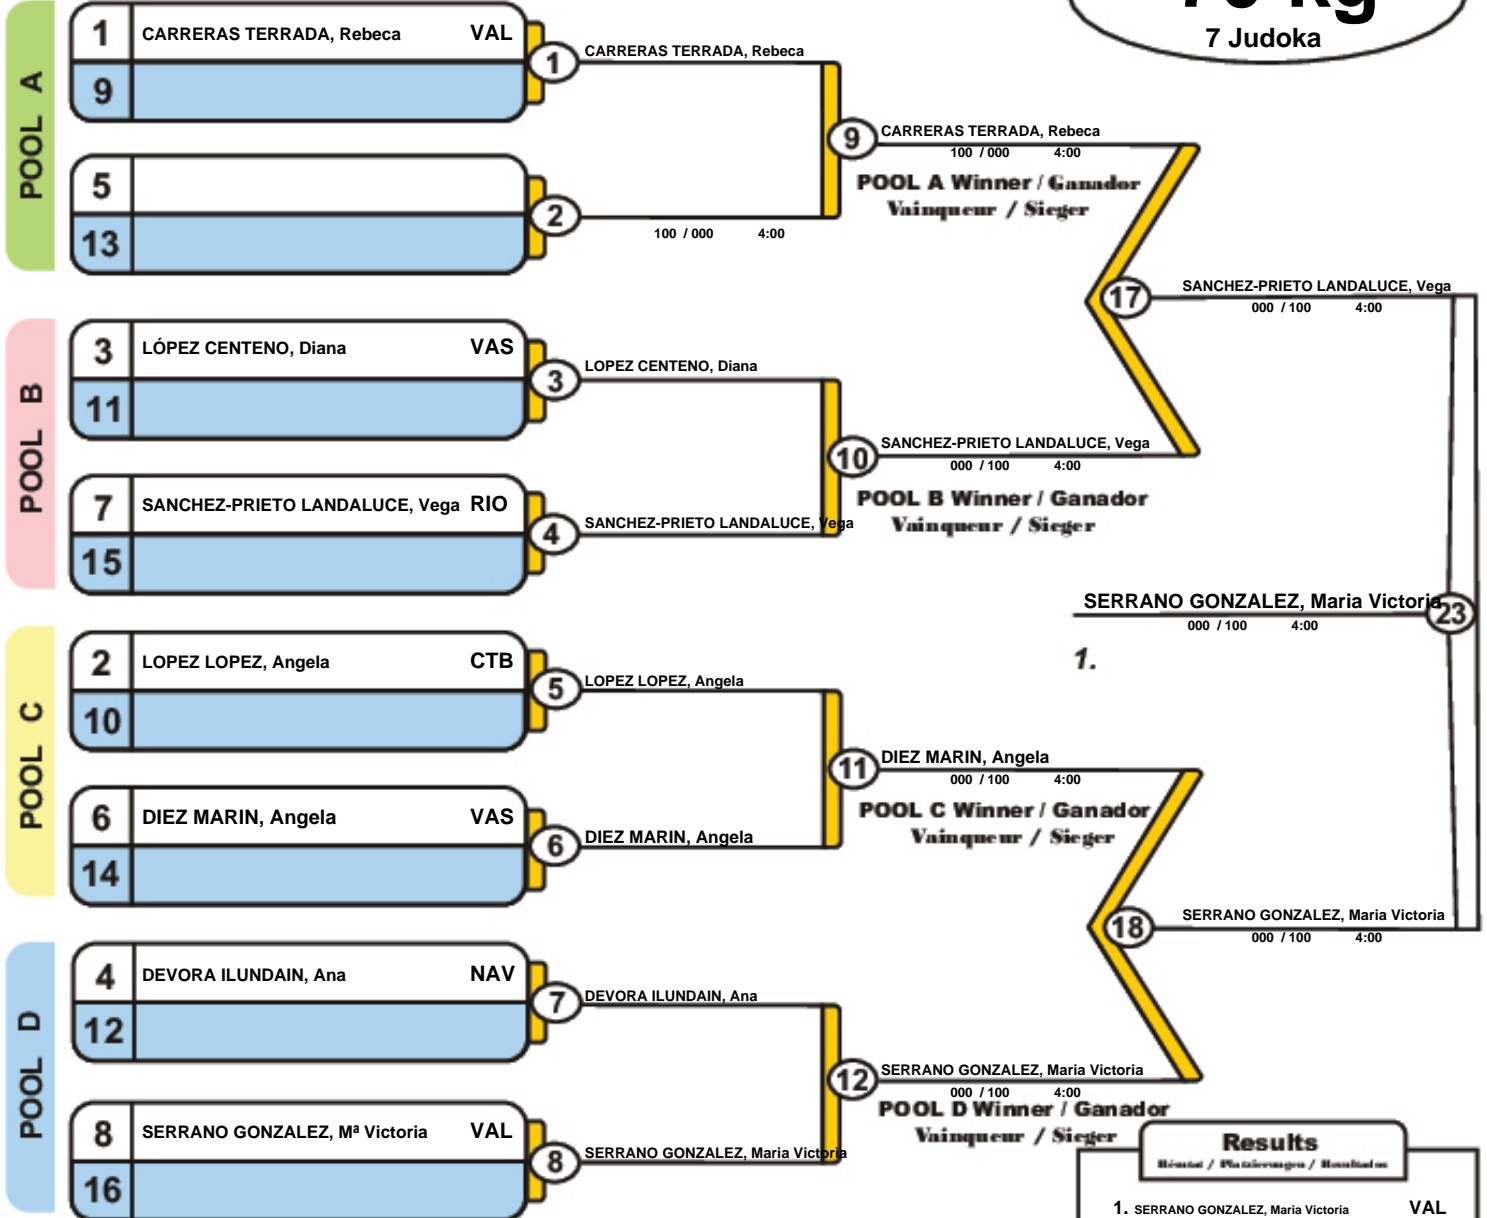 7 Judoka
POOL A
1 CARRERAS TERRADA, Rebeca VAL
9
1 CARRERAS TERRADA, Rebeca
5
13
2
100 / 000 4:00
9 CARRERAS TERRADA, Rebeca
100 / 000 4:00
POOL A Winner / Ganador
Vainqueur / Sieger
POOL B
3 LÓPEZ CENTENO, Diana VAS
11
3 LOPEZ CENTENO, Diana
7 SANCHEZ-PRIETO LANDALUCE, Vega RIO
15
4 SANCHEZ-PRIETO LANDALUCE, Vega
10 SANCHEZ-PRIETO LANDALUCE, Vega
000 / 100 4:00
POOL B Winner / Ganador
Vainqueur / Sieger
17 SANCHEZ-PRIETO LANDALUCE, Vega
000 / 100 4:00
SERRANO GONZALEZ, Maria Victoria 23
000 / 100 4:00
1.
POOL C
2 LOPEZ LOPEZ, Angela CTB
10
5 LOPEZ LOPEZ, Angela
6 DIEZ MARIN, Angela VAS
14
6 DIEZ MARIN, Angela
11 DIEZ MARIN, Angela
000 / 100 4:00
POOL C Winner / Ganador
Vainqueur / Sieger
18 SERRANO GONZALEZ, Maria Victoria
000 / 100 4:00
POOL D
4 DEVORA ILUNDAIN, Ana NAV
12
7 DEVORA ILUNDAIN, Ana
8 SERRANO GONZALEZ, Mª Victoria VAL
16
8 SERRANO GONZALEZ, Maria Victoria
12 SERRANO GONZALEZ, Maria Victoria
000 / 100 4:00
POOL D Winner / Ganador
Vainqueur / Sieger
Results
/ Platzierungen / Resultados
1. SERRANO GONZALEZ, Maria Victoria VAL